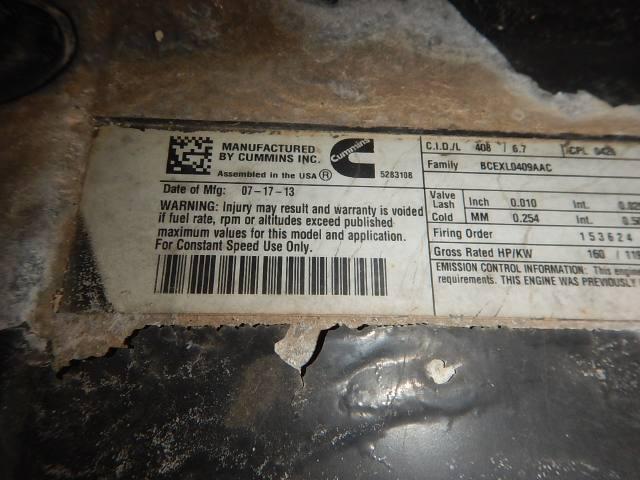 MANUFACTURED
BY CUMMINS INC.
Assembled in the USA ®
Cummins
5283108
Date of Mfg: 07-17-13
WARNING: Injury may result and warranty is voided
if fuel rate, rpm or altitudes exceed published
maximum values for this model and application.
For Constant Speed Use Only.
C.I.D./L 408 / 6.7 CPL
Family BCEXL0409AAC
Valve Lash Cold
Inch 0.010 Int.
MM 0.254 Int.
Firing Order 153624
Gross Rated HP/KW 160 /
EMISSION CONTROL INFORMATION: This
requirements. THIS ENGINE WAS PREVIOUSLY